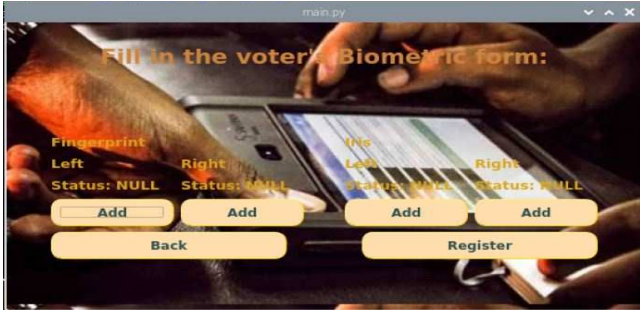 main.py
Fill in the voter's Biometric form:
Fingerprint Iris
Left Right Left Right
Status: NULL Status: NULL Status: NULL Status: NULL
Add Add Add Add
Back Register